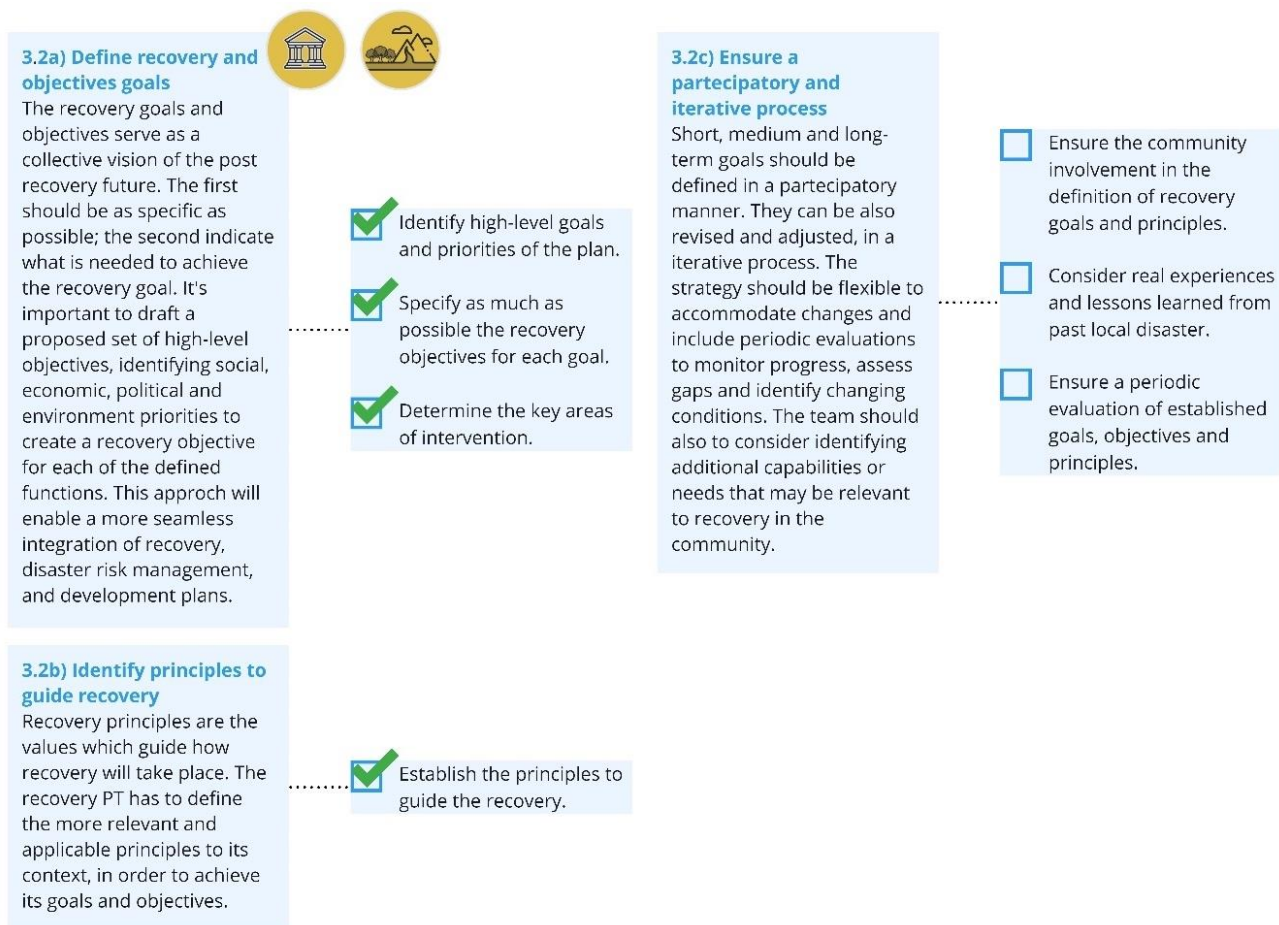 3.2a) Define recovery and
objectives goals
The recovery goals and
objectives serve as a
collective vision of the post
recovery future. The first
should be as specific as
possible; the second indicate
what is needed to achieve
the recovery goal. It's
important to draft a
proposed set of high-level
objectives, identifying social,
economic, political and
environment priorities to
create a recovery objective
for each of the defined
functions. This approch will
enable a more seamless
integration of recovery,
disaster risk management,
and development plans.
Identify high-level goals
and priorities of the plan.
Specify as much as
possible the recovery
objectives for each goal.
Determine the key areas
of intervention.
3.2b) Identify principles to
guide recovery
Recovery principles are the
values which guide how
recovery will take place. The
recovery PT has to define
the more relevant and
applicable principles to its
context, in order to achieve
its goals and objectives.
Establish the principles to
guide the recovery.
3.2c) Ensure a
partecipatory and
iterative process
Short, medium and long-
term goals should be
defined in a partecipatory
manner. They can be also
revised and adjusted, in a
iterative process. The
strategy should be flexible to
accommodate changes and
include periodic evaluations
to monitor progress, assess
gaps and identify changing
conditions. The team should
also to consider identifying
additional capabilities or
needs that may be relevant
to recovery in the
community.
Ensure the community
involvement in the
definition of recovery
goals and principles.
Consider real experiences
and lessons learned from
past local disaster.
Ensure a periodic
evaluation of established
goals, objectives and
principles.